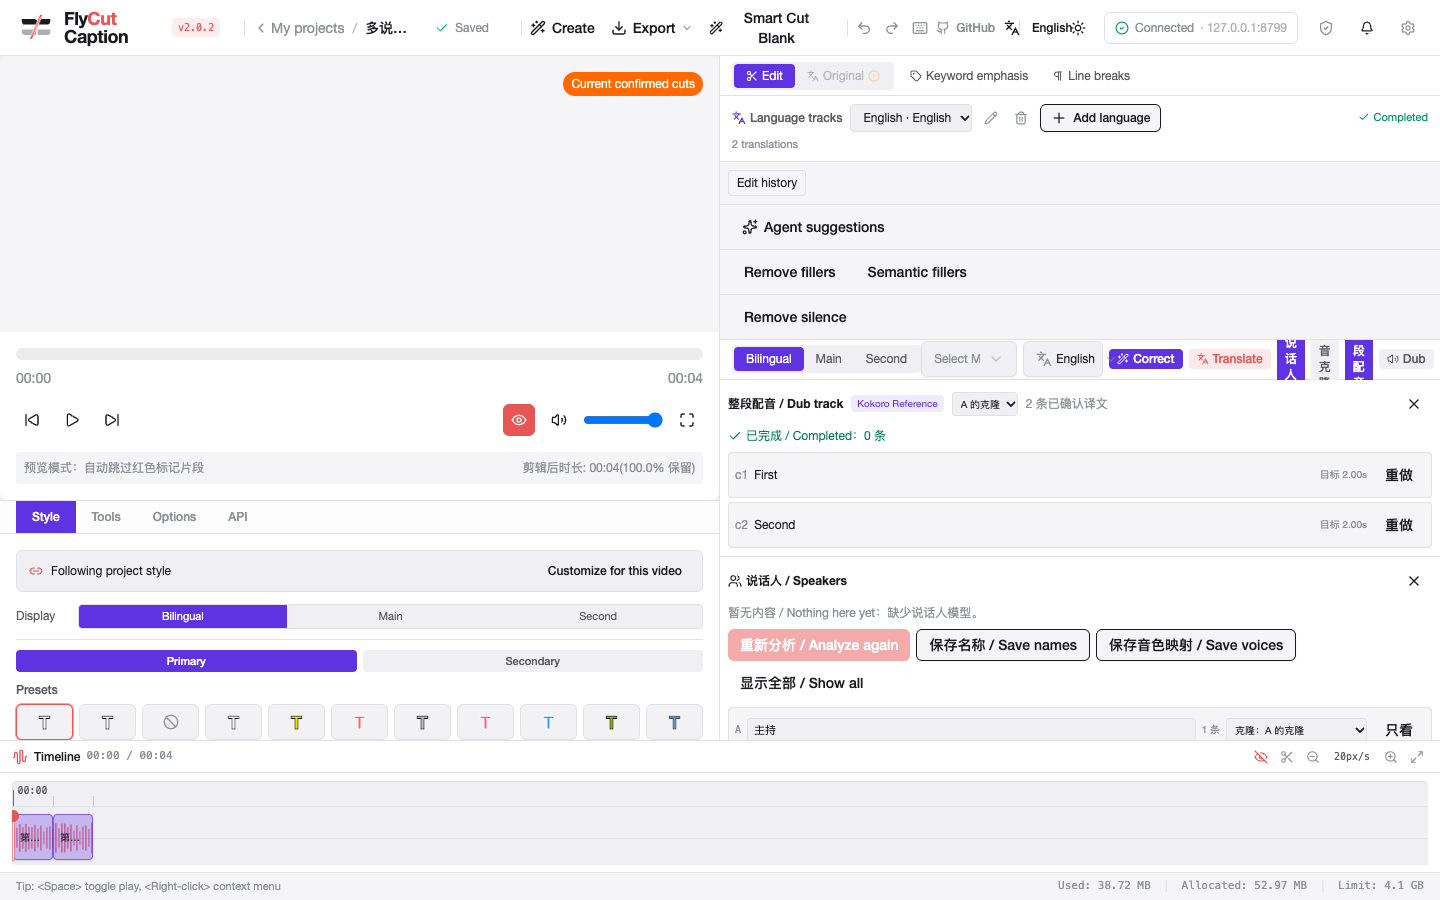 FlyCut
Caption
v2.0.2
My projects / 多说...
Saved
Create
Export
Smart Cut
Blank
GitHub
English
Connected · 127.0.0.1:8799
Current confirmed cuts
00:00
00:04
预览模式：自动跳过红色标记片段
剪辑后时长: 00:04(100.0% 保留)
Style
Tools
Options
API
Following project style
Customize for this video
Display
Bilingual
Main
Second
Primary
Secondary
Presets
T T T T T T T T T T
Edit
Original
Keyword emphasis
Line breaks
Language tracks
English · English
Add language
Completed
2 translations
Edit history
Agent suggestions
Remove fillers
Semantic fillers
Remove silence
Bilingual
Main
Second
Select M
English
Correct
Translate
说话人
音克
段配音
Dub
整段配音 / Dub track
Kokoro Reference
A 的克隆
2 条已确认译文
已完成 / Completed：0 条
c1 First
目标 2.00s
重做
c2 Second
目标 2.00s
重做
说话人 / Speakers
暂无内容 / Nothing here yet：缺少说话人模型。
重新分析 / Analyze again
保存名称 / Save names
保存音色映射 / Save voices
显示全部 / Show all
A 主持
1 条
克隆：A 的克隆
只看
Timeline
00:00 / 00:04
20px/s
00:00
第...
第...
Tip: <Space> toggle play, <Right-click> context menu
Used: 38.72 MB
Allocated: 52.97 MB
Limit: 4.1 GB